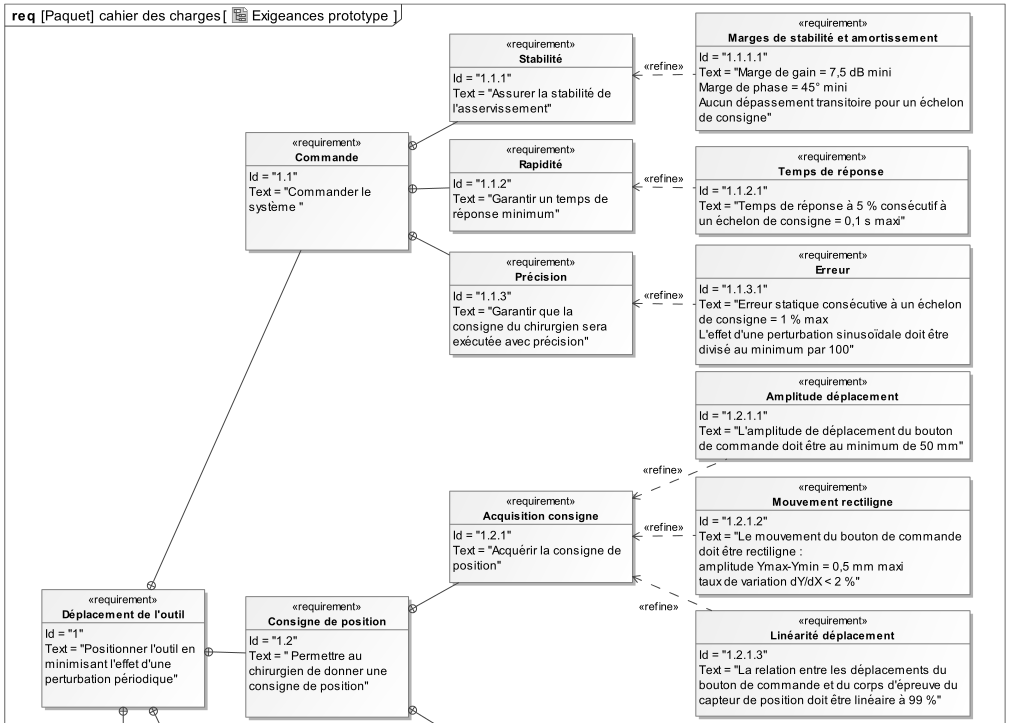 req [Paquet] cahier des charges[ Exigeances prototype ]
«requirement»
Stabilité
Id = "1.1.1"
Text = "Assurer la stabilité de
l'asservissement"
«refine»
«requirement»
Marges de stabilité et amortissement
Id = "1.1.1.1"
Text = "Marge de gain = 7,5 dB mini
Marge de phase = 45° mini
Aucun dépassement transitoire pour un échelon
de consigne"
«requirement»
Commande
Id = "1.1"
Text = "Commander le
système "
«requirement»
Rapidité
Id = "1.1.2"
Text = "Garantir un temps de
réponse minimum"
«refine»
«requirement»
Temps de réponse
Id = "1.1.2.1"
Text = "Temps de réponse à 5 % consécutif à
un échelon de consigne = 0,1 s maxi"
«requirement»
Précision
Id = "1.1.3"
Text = "Garantir que la
consigne du chirurgien sera
exécutée avec précision"
«refine»
«requirement»
Erreur
Id = "1.1.3.1"
Text = "Erreur statique consécutive à un échelon
de consigne = 1 % max
L'effet d'une perturbation sinusoïdale doit être
divisé au minimum par 100"
«requirement»
Amplitude déplacement
Id = "1.2.1.1"
Text = "L'amplitude de déplacement du bouton
de commande doit être au minimum de 50 mm"
«refine»
«requirement»
Acquisition consigne
Id = "1.2.1"
Text = "Acquérir la consigne de
position"
«refine»
«requirement»
Mouvement rectiligne
Id = "1.2.1.2"
Text = "Le mouvement du bouton de commande
doit être rectiligne :
amplitude Ymax-Ymin = 0,5 mm maxi
taux de variation dY/dX < 2 %"
«refine»
«requirement»
Déplacement de l'outil
Id = "1"
Text = "Positionner l'outil en
minimisant l'effet d'une
perturbation périodique"
«requirement»
Consigne de position
Id = "1.2"
Text = " Permettre au
chirurgien de donner une
consigne de position"
«requirement»
Linéarité déplacement
Id = "1.2.1.3"
Text = "La relation entre les déplacements du
bouton de commande et du corps d'épreuve du
capteur de position doit être linéaire à 99 %"